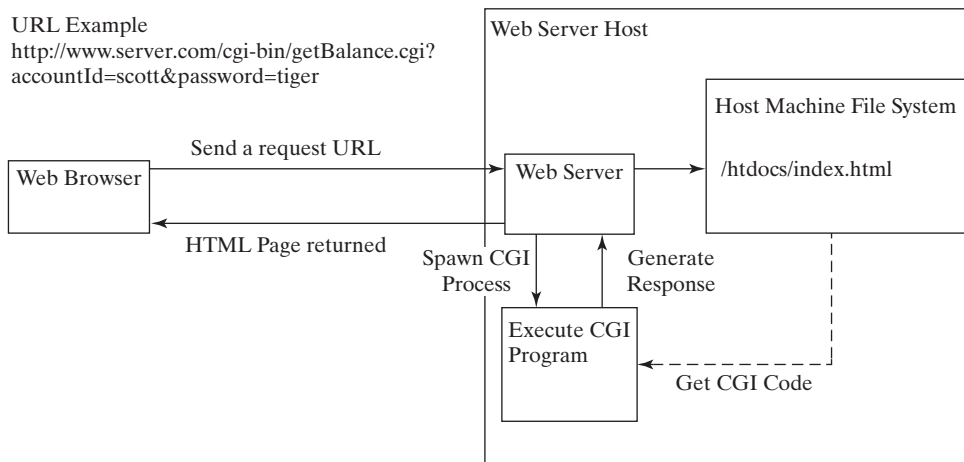 URL Example
http://www.server.com/cgi-bin/getBalance.cgi?
accountId=scott&password=tiger
Web Server Host
Host Machine File System
/htdocs/index.html
Send a request URL
Web Browser
Web Server
HTML Page returned
Spawn CGI
Process
Generate
Response
Execute CGI
Program
Get CGI Code